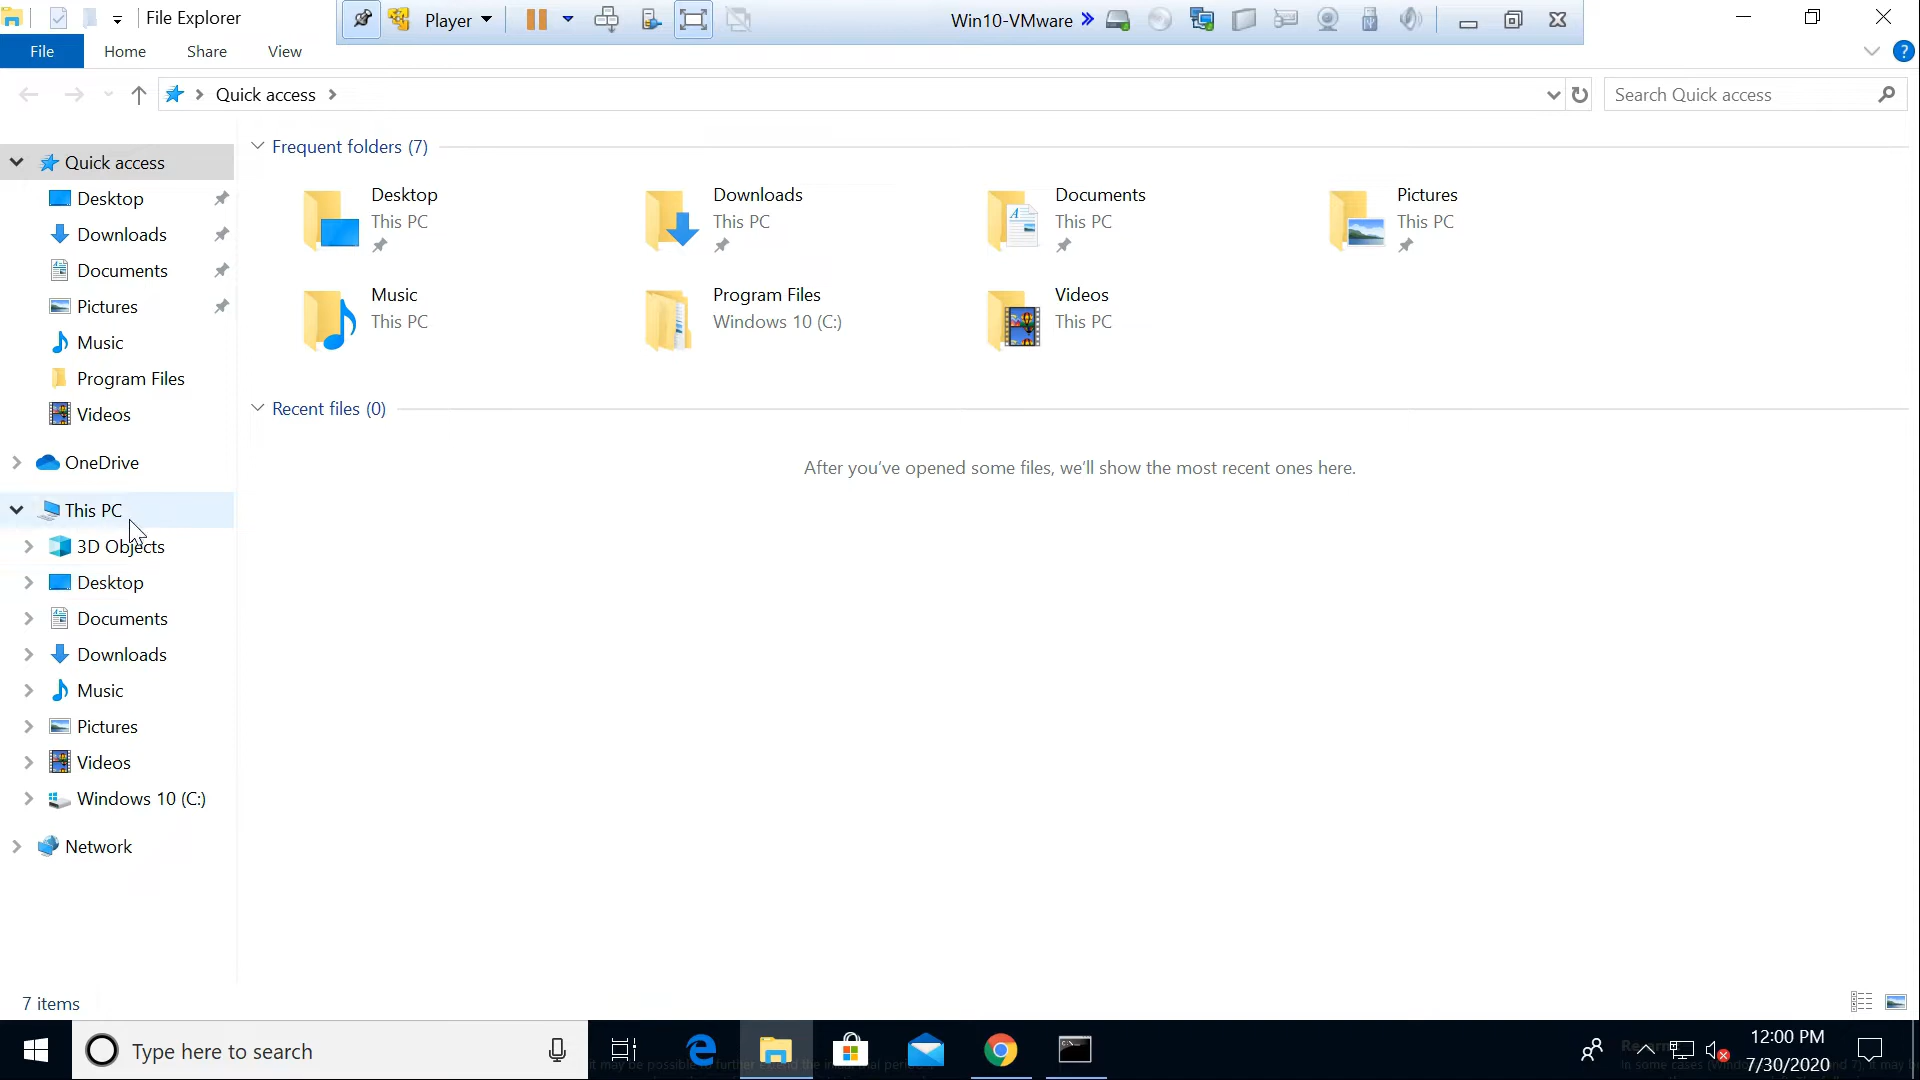 File Explorer
Player
Win10-VMware
File
Home
Share
View
?
Quick access
Search Quick access
Quick access
Desktop
Downloads
Documents
Pictures
Music
Program Files
Videos
OneDrive
This PC
3D Objects
Desktop
Documents
Downloads
Music
Pictures
Videos
Windows 10 (C:)
Network
Frequent folders (7)
Desktop
This PC
Downloads
This PC
Documents
This PC
Pictures
This PC
Music
This PC
Program Files
Windows 10 (C:)
Videos
This PC
Recent files (0)
After you've opened some files, we'll show the most recent ones here.
7 items
Type here to search
12:00 PM
7/30/2020